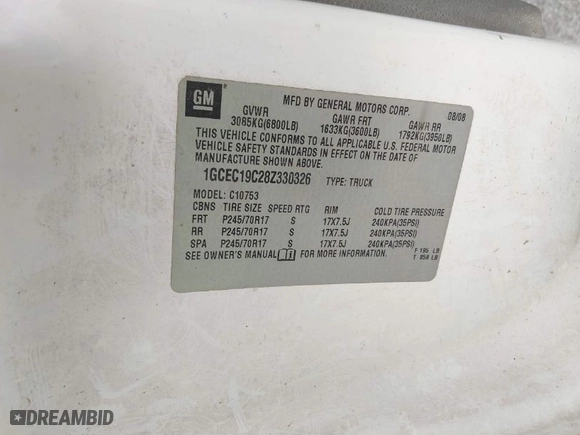 GM
MFD BY GENERAL MOTORS CORP.
08/08
GVWR GAWR FRT GAWR RR
3085KG(6800LB) 1633KG(3600LB) 1792KG(3950LB)
THIS VEHICLE CONFORMS TO ALL APPLICABLE U.S. FEDERAL MOTOR
VEHICLE SAFETY STANDARDS IN EFFECT ON THE DATE OF
MANUFACTURE SHOWN ABOVE.
1GCEC19C28Z330326 TYPE: TRUCK
MODEL: C10753
CBNS TIRE SIZE SPEED RTG RIM COLD TIRE PRESSURE
FRT P245/70R17 S 17X7.5J 240KPA(35PSI)
RR P245/70R17 S 17X7.5J 240KPA(35PSI)
SPA P245/70R17 S 17X7.5J 240KPA(35PSI)
SEE OWNER'S MANUAL FOR MORE INFORMATION.
F 195 LB
T 858 LB
DREAMBID